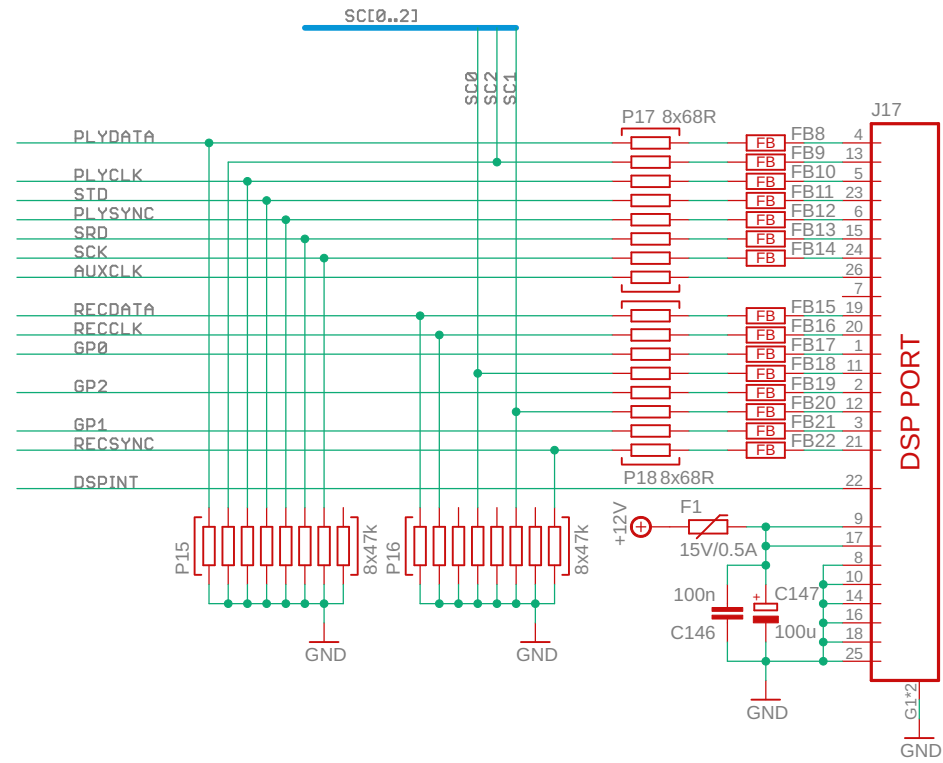 SC[0..2]
SC0
SC2
SC1
P17 8x68R
J17
PLYDATA
FB FB8 4
FB FB9 13
PLYCLK
FB FB10 5
STD
FB FB11 23
PLYSYNC
FB FB12 6
SRD
FB FB13 15
SCK
FB FB14 24
AUXCLK
26
7
RECDATA
FB FB15 19
RECCLK
FB FB16 20
GP0
FB FB17 1
FB FB18 11
GP2
FB FB19 2
FB FB20 12
GP1
FB FB21 3
RECSYNC
FB FB22 21
P18 8x68R
DSPINT
22
DSP PORT
P15
8x47k
GND
P16
8x47k
GND
+12V
F1
15V/0.5A
9
17
8
10
14
16
18
25
100n
C146
+
C147
100u
GND
G1*2
GND